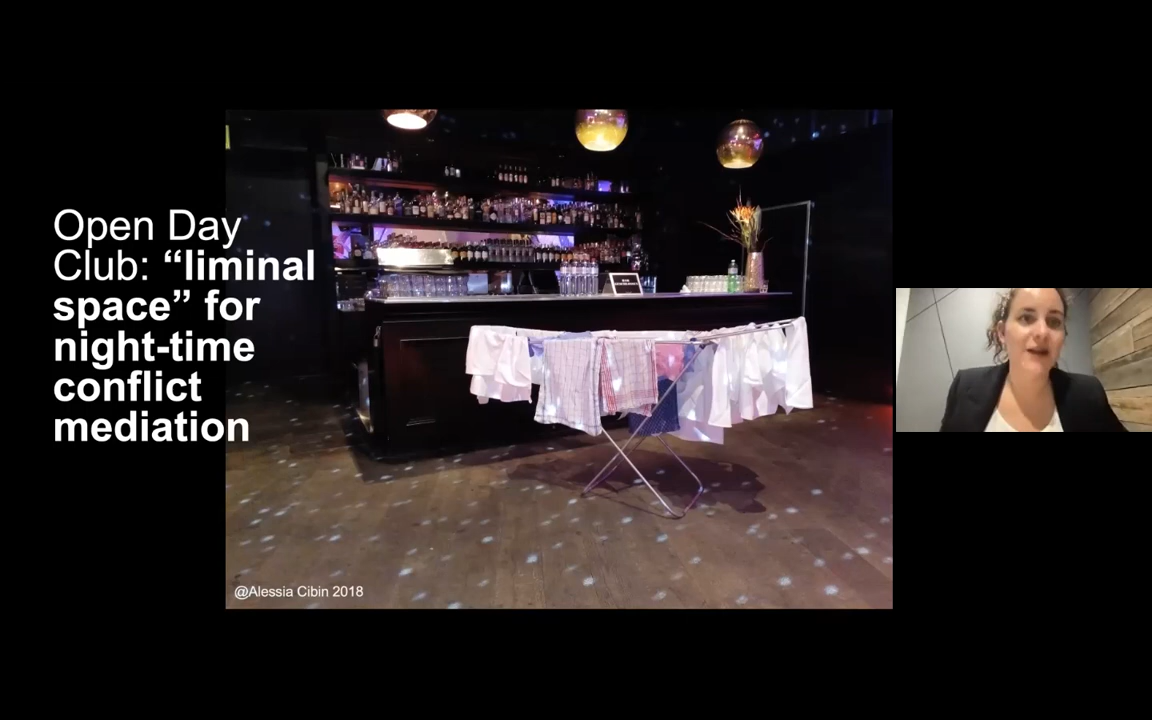 Open Day
Club: “liminal
space” for
night-time
conflict
mediation
@Alessia Cibin 2018